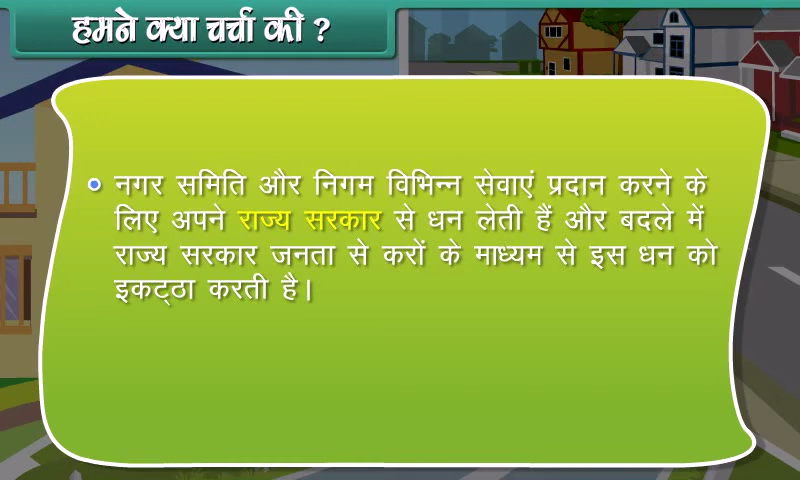 हमने क्या चर्चा की ?
नगर समिति और निगम विभिन्न सेवाएं प्रदान करने के
लिए अपने राज्य सरकार से धन लेती हैं और बदले में
राज्य सरकार जनता से करों के माध्यम से इस धन को
इकट्ठा करती है।